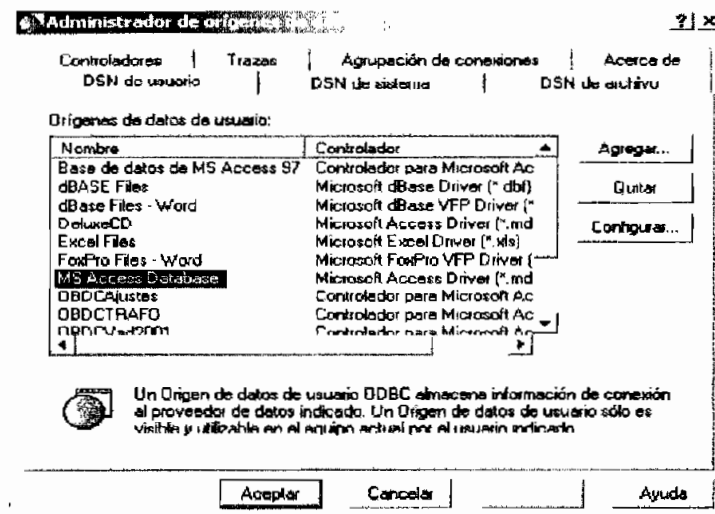 Administrador de orígenes de
? ×
Controladores Trazas Agrupación de conexiones Acerca de
DSN de usuario DSN de sistema DSN de archivo
Orígenes de datos de usuario:
Nombre Controlador
Base de datos de MS Access 97 Controlador para Microsoft Ac
dBASE Files Microsoft dBase Driver (*.dbf)
dBase Files - Word Microsoft dBase VFP Driver (*
DeluxeCD Microsoft Access Driver (*.md
Excel Files Microsoft Excel Driver (*.xls)
FoxPro Files - Word Microsoft FoxPro VFP Driver (
MS Access Database Microsoft Access Driver (*.md
OBDCAjustes Controlador para Microsoft Ac
OBDCTRAFO Controlador para Microsoft Ac
Controlador para Microsoft Ac
Agregar...
Quitar
Configurar...
Un Origen de datos de usuario ODBC almacena información de conexión
al proveedor de datos indicado. Un Origen de datos de usuario sólo es
visible y utilizable en el equipo actual por el usuario indicado
Aceptar Cancelar Ayuda